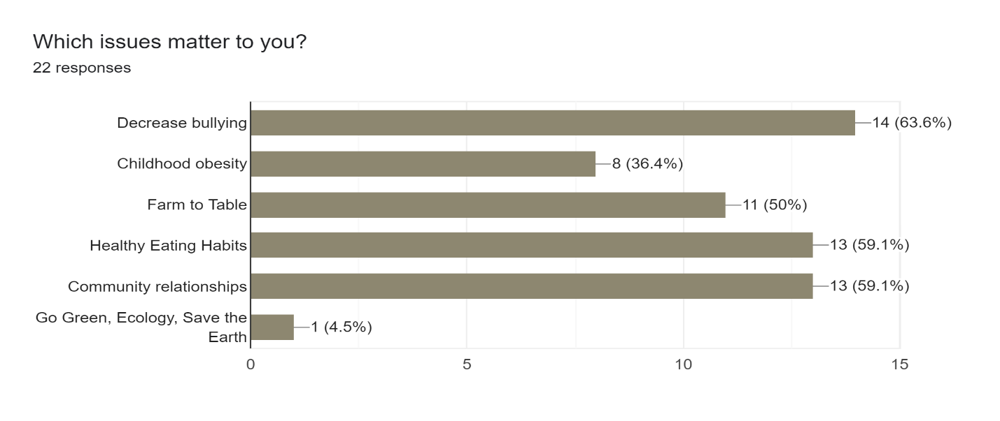 Which issues matter to you?
22 responses
Decrease bullying
14 (63.6%)
Childhood obesity
8 (36.4%)
Farm to Table
11 (50%)
Healthy Eating Habits
13 (59.1%)
Community relationships
13 (59.1%)
Go Green, Ecology, Save the
Earth
1 (4.5%)
0
5
10
15